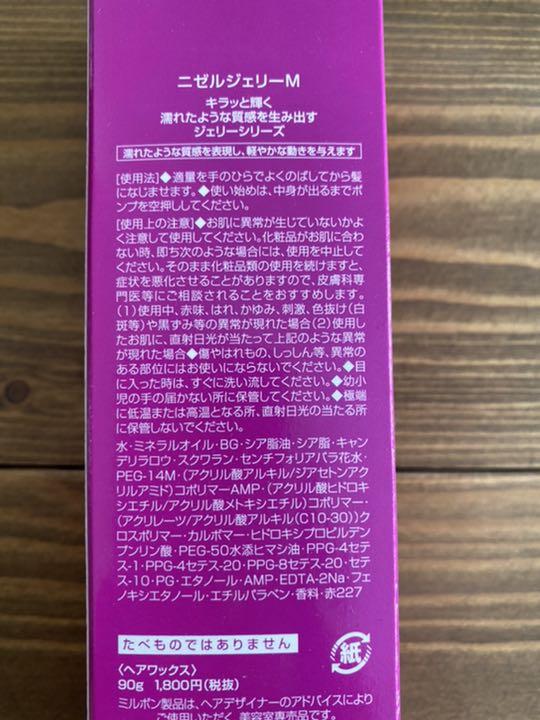 ニゼルジェリーM
キラッと輝く
濡れたような質感を生み出す
ジェリーシリーズ
濡れたような質感を表現し、軽やかな動きを与えます
[使用法]◆適量を手のひらでよくのばしてから髪
になじませます。◆使い始めは、中身が出るまでポ
ンプを空押ししてください。
[使用上の注意]◆お肌に異常が生じていないかよ
く注意して使用してください。化粧品がお肌に合わ
ない時、即ち次のような場合には、使用を中止して
ください。そのまま化粧品類の使用を続けますと、
症状を悪化させることがありますので、皮膚科専
門医等にご相談されることをおすすめします。
(1)使用中、赤味、はれ、かゆみ、刺激、色抜け(白
斑等)や黒ずみ等の異常が現れた場合(2)使用し
たお肌に、直射日光が当たって上記のような異常
が現れた場合◆傷やはれもの、しっしん等、異常の
ある部位にはお使いにならないでください。◆目
に入った時は、すぐに洗い流してください。◆幼小
児の手の届かない所に保管してください。◆極端
に低温または高温となる所、直射日光の当たる所
に保管しないでください。
水・ミネラルオイル・BG・シア脂油・シア脂・キャン
デリラロウ・スクワラン・センチフォリアバラ花水・
PEG-14M・(アクリル酸アルキル/ジアセトンアク
リルアミド)コポリマーAMP・(アクリル酸ヒドロキ
シエチル/アクリル酸メトキシエチル)コポリマー・
(アクリレーツ/アクリル酸アルキル(C10-30))ク
ロスポリマー・カルボマー・ヒドロキシプロピルデン
プンリン酸・PEG-50水添ヒマシ油・PPG-4セテ
ス-1・PPG-4セテス-20・PPG-8セテス-20・セテ
ス-10・PG・エタノール・AMP・EDTA-2Na・フェ
ノキシエタノール・エチルパラベン・香料・赤227
たべものではありません
紙
〈ヘアワックス〉
90g 1,800円(税抜)
ミルボン製品は、ヘアデザイナーのアドバイスにより
ご使用いただく、美容室専売品です。